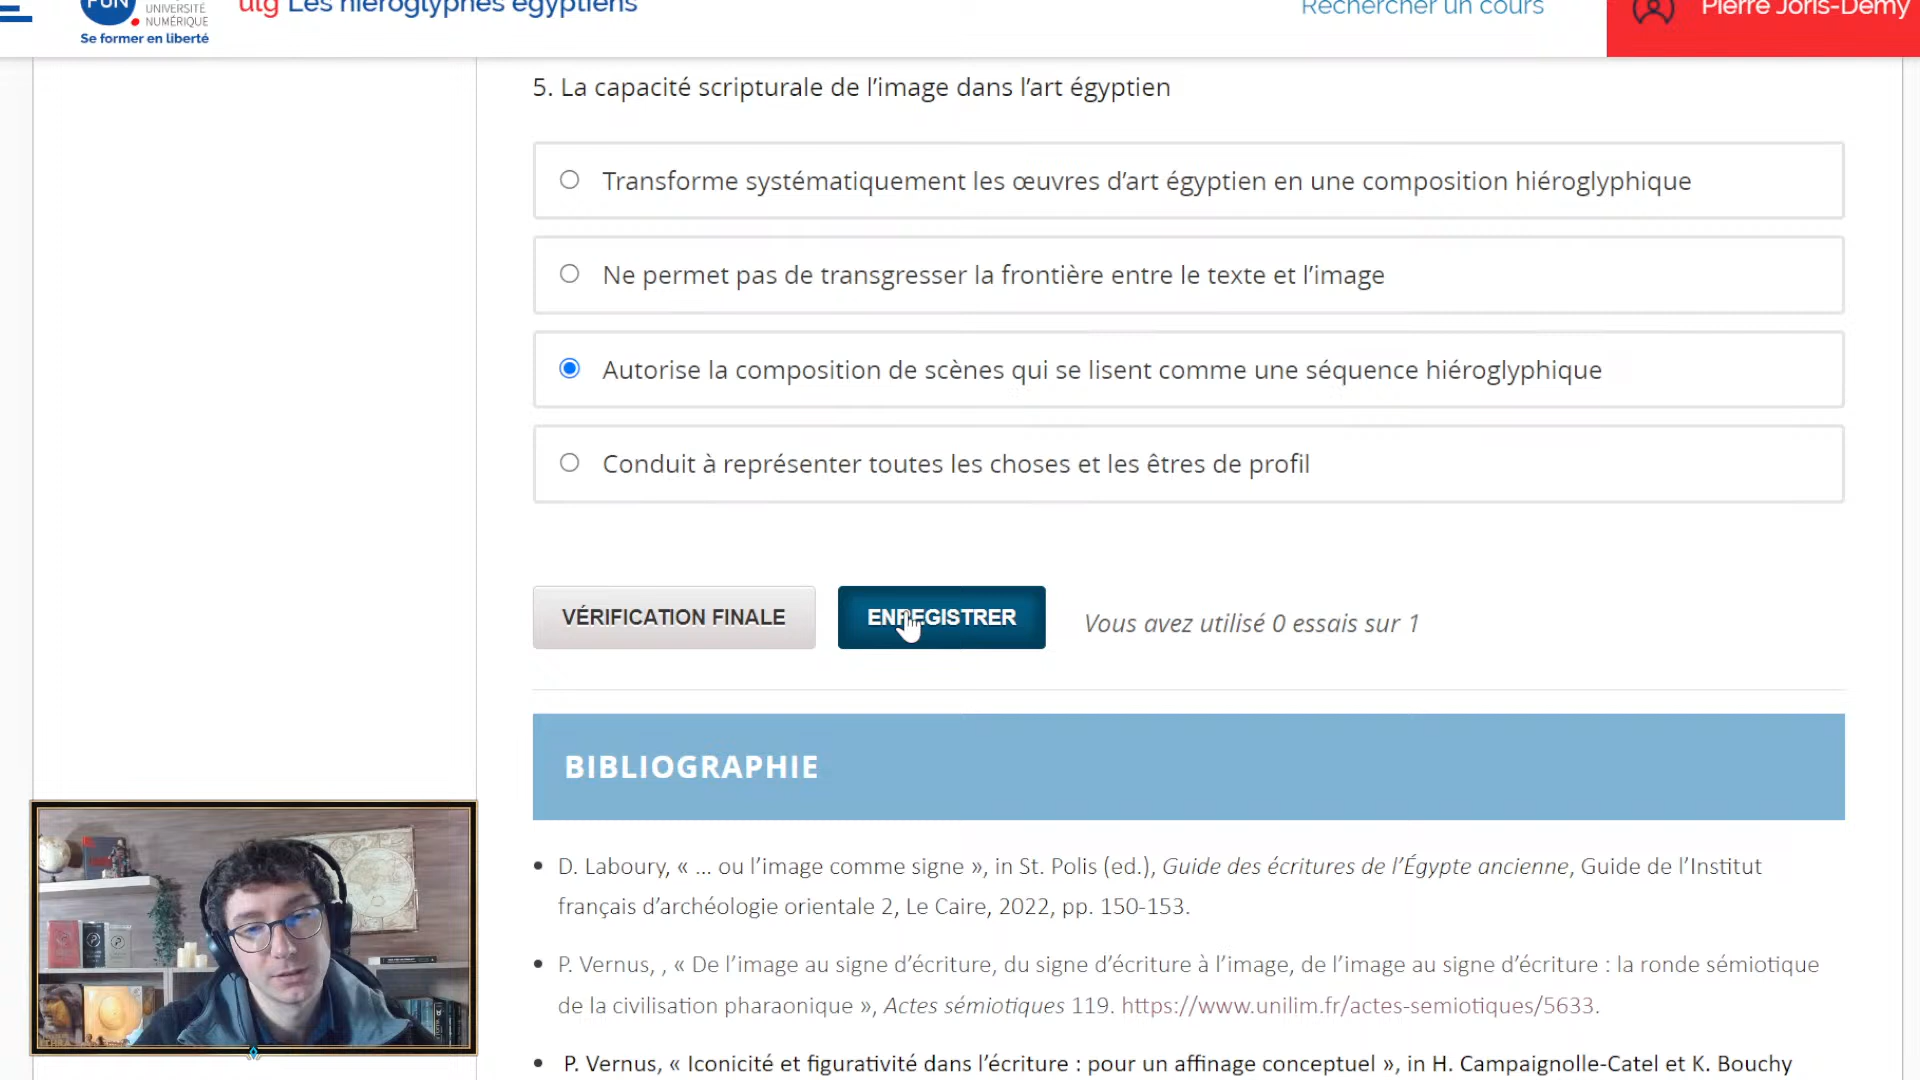 FUN
UNIVERSITÉ
NUMÉRIQUE
Se former en liberté
ulg Les hiéroglyphes égyptiens
Rechercher un cours
Pierre Joris-Demy
5. La capacité scripturale de l’image dans l’art égyptien
Transforme systématiquement les œuvres d’art égyptien en une composition hiéroglyphique
Ne permet pas de transgresser la frontière entre le texte et l’image
Autorise la composition de scènes qui se lisent comme une séquence hiéroglyphique
Conduit à représenter toutes les choses et les êtres de profil
VÉRIFICATION FINALE
ENREGISTRER
Vous avez utilisé 0 essais sur 1
BIBLIOGRAPHIE
• D. Laboury, « ... ou l’image comme signe », in St. Polis (ed.), Guide des écritures de l’Égypte ancienne, Guide de l’Institut
français d’archéologie orientale 2, Le Caire, 2022, pp. 150-153.
• P. Vernus, , « De l’image au signe d’écriture, du signe d’écriture à l’image, de l’image au signe d’écriture : la ronde sémiotique
de la civilisation pharaonique », Actes sémiotiques 119. https://www.unilim.fr/actes-semiotiques/5633.
• P. Vernus, « Iconicité et figurativité dans l’écriture : pour un affinage conceptuel », in H. Campaignolle-Catel et K. Bouchy